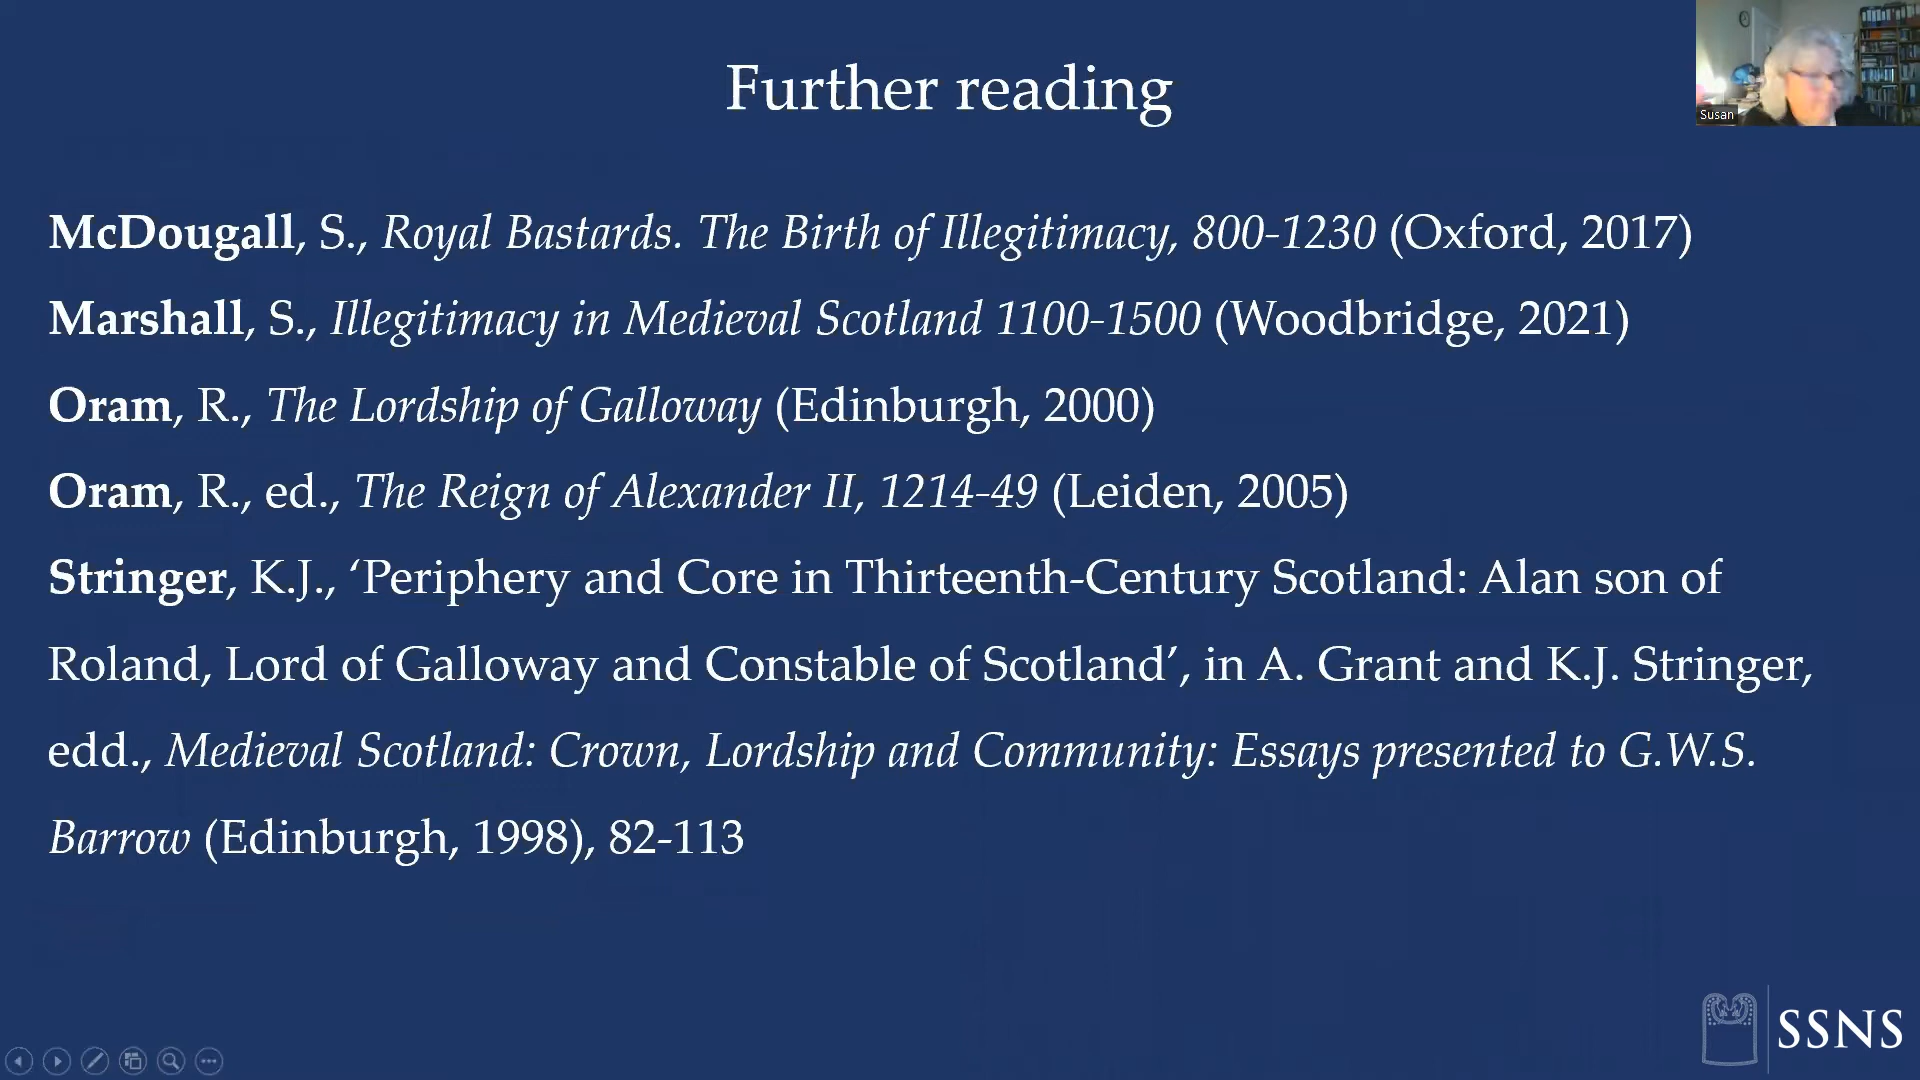 Further reading
Susan
McDougall, S., Royal Bastards. The Birth of Illegitimacy, 800-1230 (Oxford, 2017)
Marshall, S., Illegitimacy in Medieval Scotland 1100-1500 (Woodbridge, 2021)
Oram, R., The Lordship of Galloway (Edinburgh, 2000)
Oram, R., ed., The Reign of Alexander II, 1214-49 (Leiden, 2005)
Stringer, K.J., ‘Periphery and Core in Thirteenth-Century Scotland: Alan son of
Roland, Lord of Galloway and Constable of Scotland’, in A. Grant and K.J. Stringer,
edd., Medieval Scotland: Crown, Lordship and Community: Essays presented to G.W.S.
Barrow (Edinburgh, 1998), 82-113
SSNS